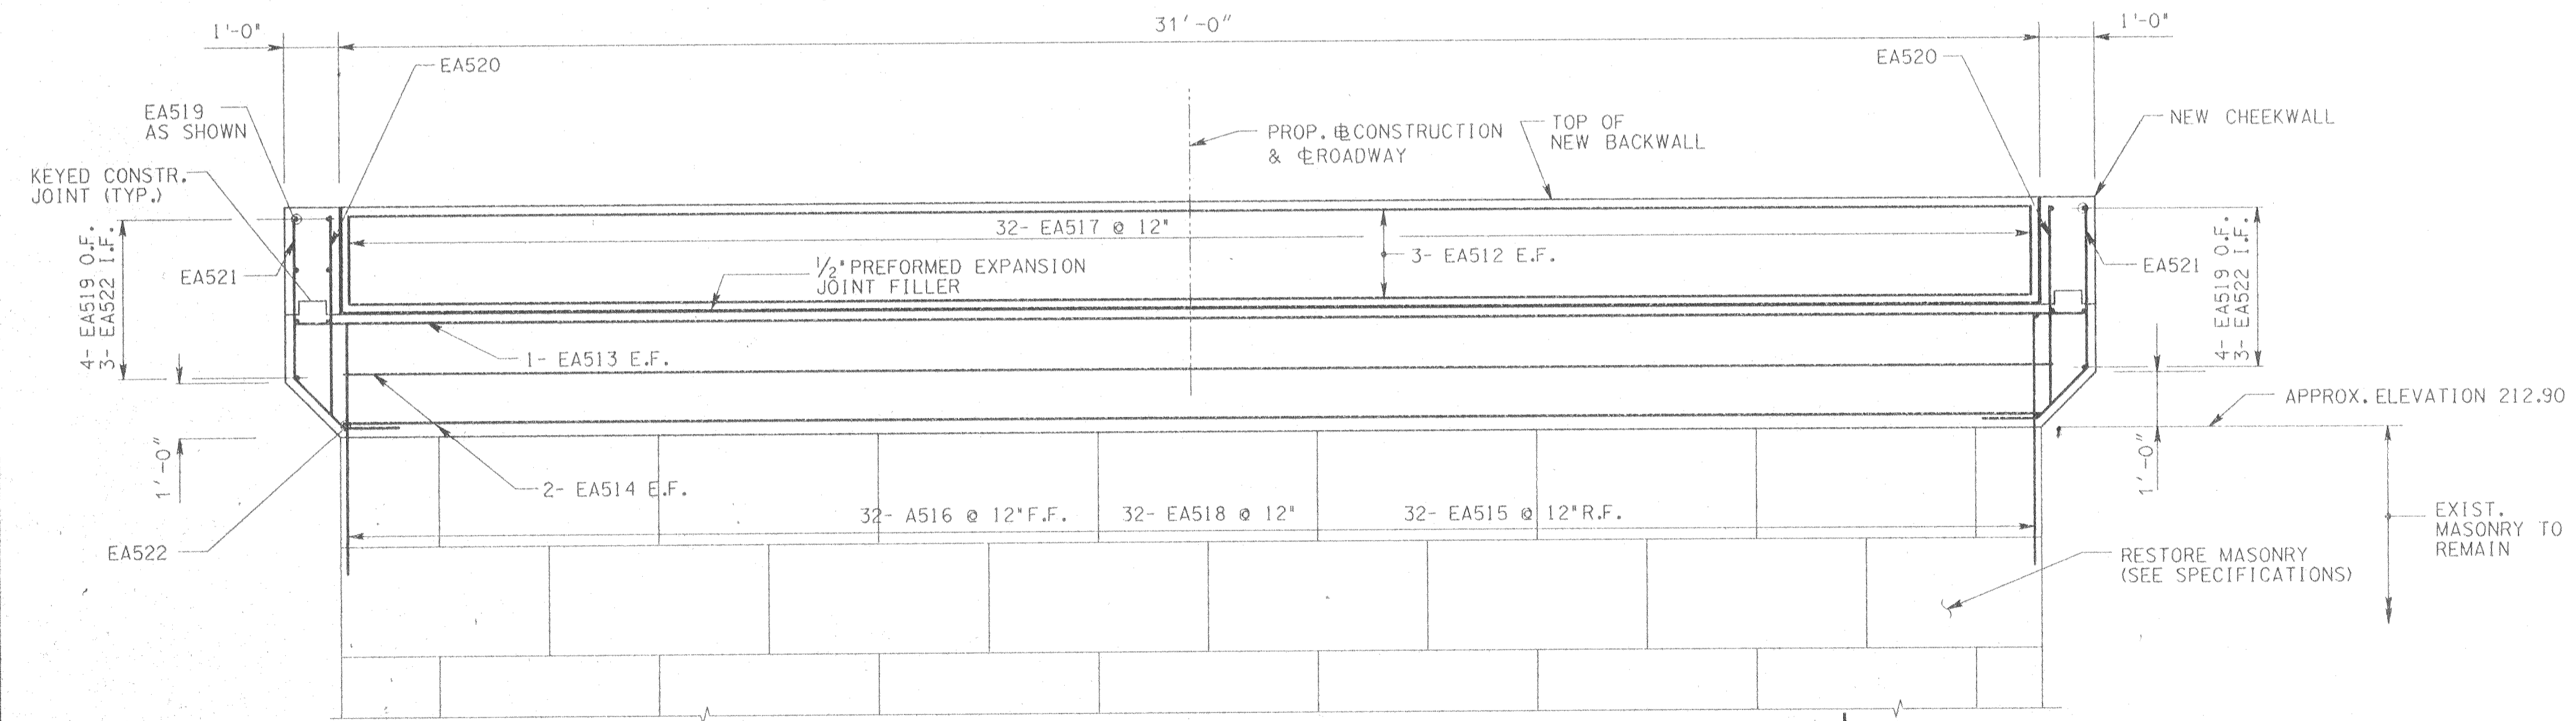 1'-0"
31'-0"
1'-0"
EA520
EA520
EA519
AS SHOWN
KEYED CONSTR.
JOINT (TYP.)
PROP. ⅊ CONSTRUCTION
& ℄ ROADWAY
TOP OF
NEW BACKWALL
NEW CHEEKWALL
32- EA517 @ 12"
3- EA512 E.F.
1/2" PREFORMED EXPANSION
JOINT FILLER
4- EA519 O.F.
3- EA522 I.F.
EA521
EA521
4- EA519 O.F.
3- EA522 I.F.
1- EA513 E.F.
APPROX. ELEVATION 212.90
1'-0"
1'-0"
2- EA514 E.F.
32- A516 @ 12" F.F.
32- EA518 @ 12"
32- EA515 @ 12" R.F.
EA522
EXIST.
MASONRY TO
REMAIN
RESTORE MASONRY
(SEE SPECIFICATIONS)